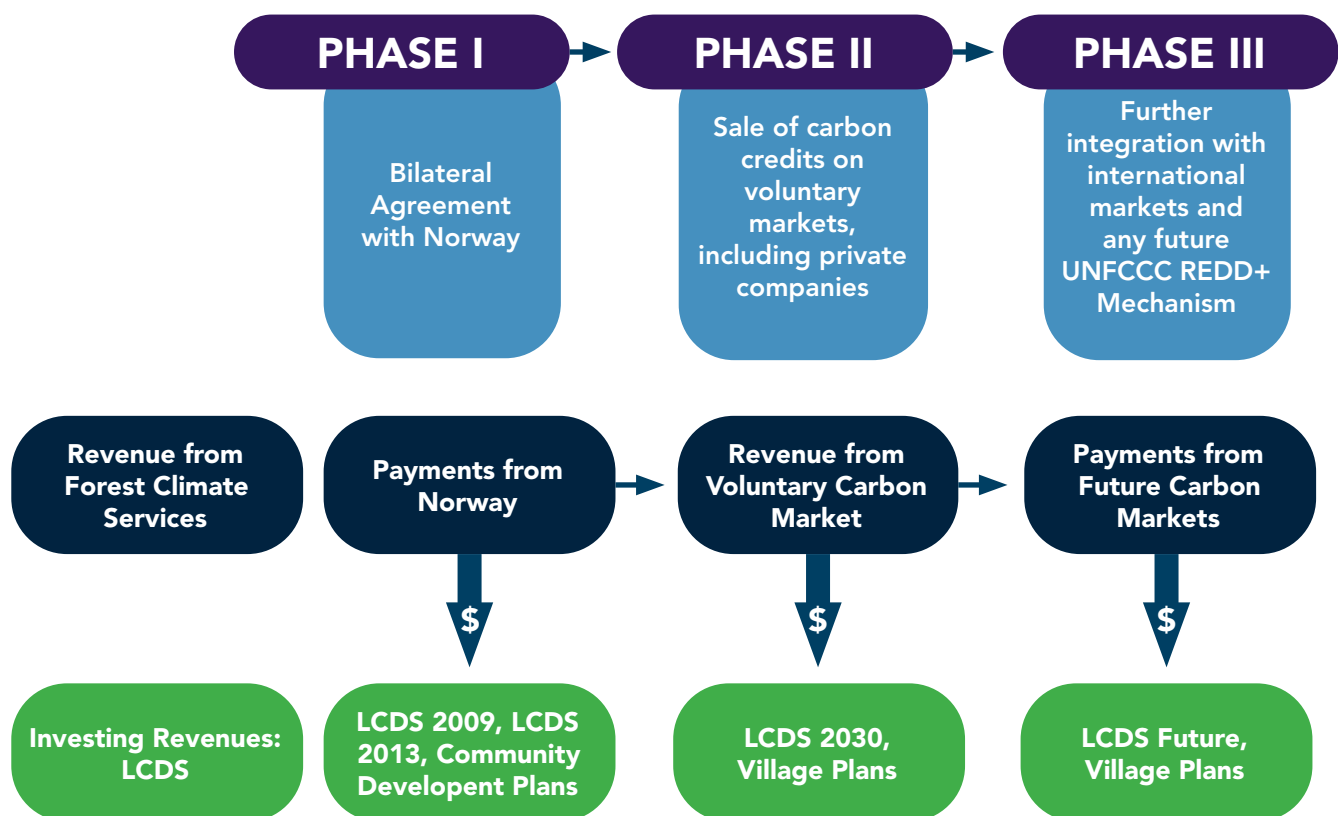 PHASE I
PHASE II
PHASE III
Bilateral
Agreement
with Norway
Sale of carbon
credits on
voluntary
markets,
including private
companies
Further
integration with
international
markets and
any future
UNFCCC REDD+
Mechanism
Revenue from
Forest Climate
Services
Payments from
Norway
Revenue from
Voluntary Carbon
Market
Payments from
Future Carbon
Markets
$
$
$
Investing Revenues:
LCDS
LCDS 2009, LCDS
2013, Community
Developent Plans
LCDS 2030,
Village Plans
LCDS Future,
Village Plans